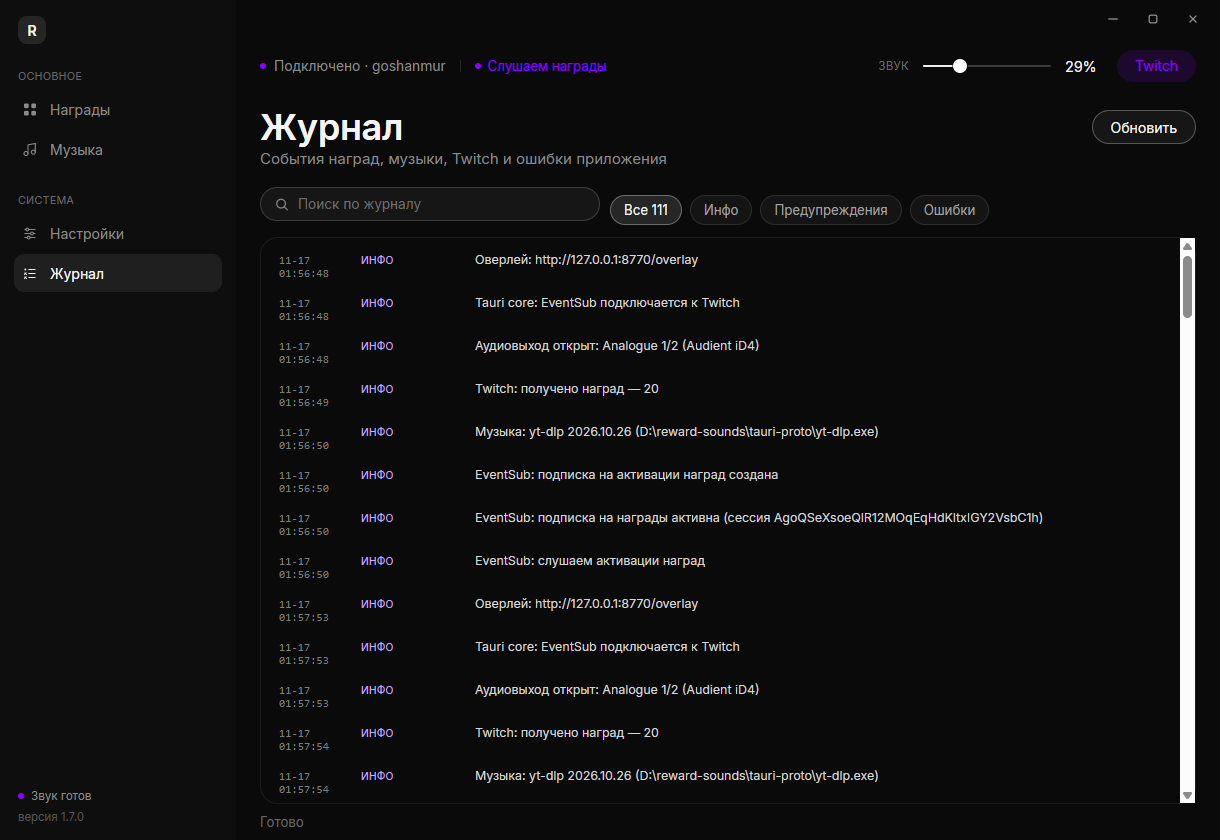 R
ОСНОВНОЕ
Награды
Музыка
СИСТЕМА
Настройки
Журнал
Звук готов
версия 1.7.0
Подключено · goshanmur
Слушаем награды
ЗВУК
29%
Twitch
Журнал
События наград, музыки, Twitch и ошибки приложения
Обновить
Поиск по журналу
Все 111
Инфо
Предупреждения
Ошибки
11-17 ИНФО Оверлей: http://127.0.0.1:8770/overlay
01:56:48
11-17 ИНФО Tauri core: EventSub подключается к Twitch
01:56:48
11-17 ИНФО Аудиовыход открыт: Analogue 1/2 (Audient iD4)
01:56:48
11-17 ИНФО Twitch: получено наград — 20
01:56:49
11-17 ИНФО Музыка: yt-dlp 2026.10.26 (D:\reward-sounds\tauri-proto\yt-dlp.exe)
01:56:50
11-17 ИНФО EventSub: подписка на активации наград создана
01:56:50
11-17 ИНФО EventSub: подписка на награды активна (сессия AgoQSeXsoeQIR12MOqEqHdKltxIGY2VsbC1h)
01:56:50
11-17 ИНФО EventSub: слушаем активации наград
01:56:50
11-17 ИНФО Оверлей: http://127.0.0.1:8770/overlay
01:57:53
11-17 ИНФО Tauri core: EventSub подключается к Twitch
01:57:53
11-17 ИНФО Аудиовыход открыт: Analogue 1/2 (Audient iD4)
01:57:53
11-17 ИНФО Twitch: получено наград — 20
01:57:54
11-17 ИНФО Музыка: yt-dlp 2026.10.26 (D:\reward-sounds\tauri-proto\yt-dlp.exe)
01:57:54
Готово